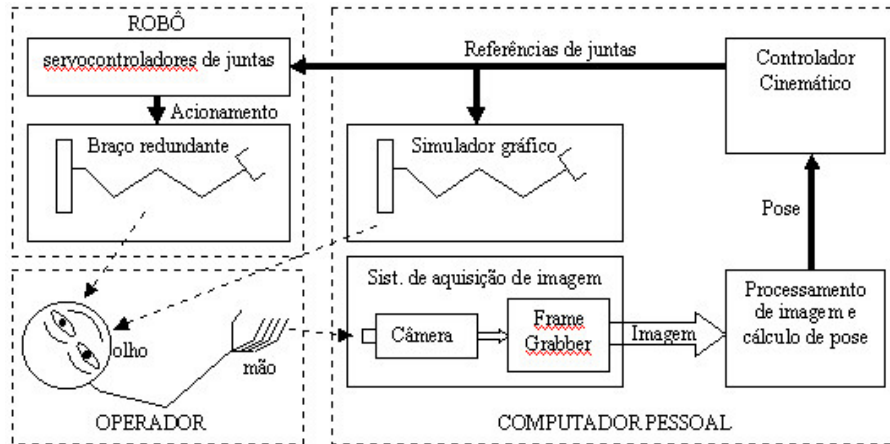 ROBÔ
servocontroladores de juntas
Acionamento
Braço redundante
Referências de juntas
Controlador
Cinemático
Simulador gráfico
Pose
Sist. de aquisição de imagem
Câmera
Frame
Grabber
Imagem
Processamento
de imagem e
cálculo de pose
olho
mão
OPERADOR
COMPUTADOR PESSOAL